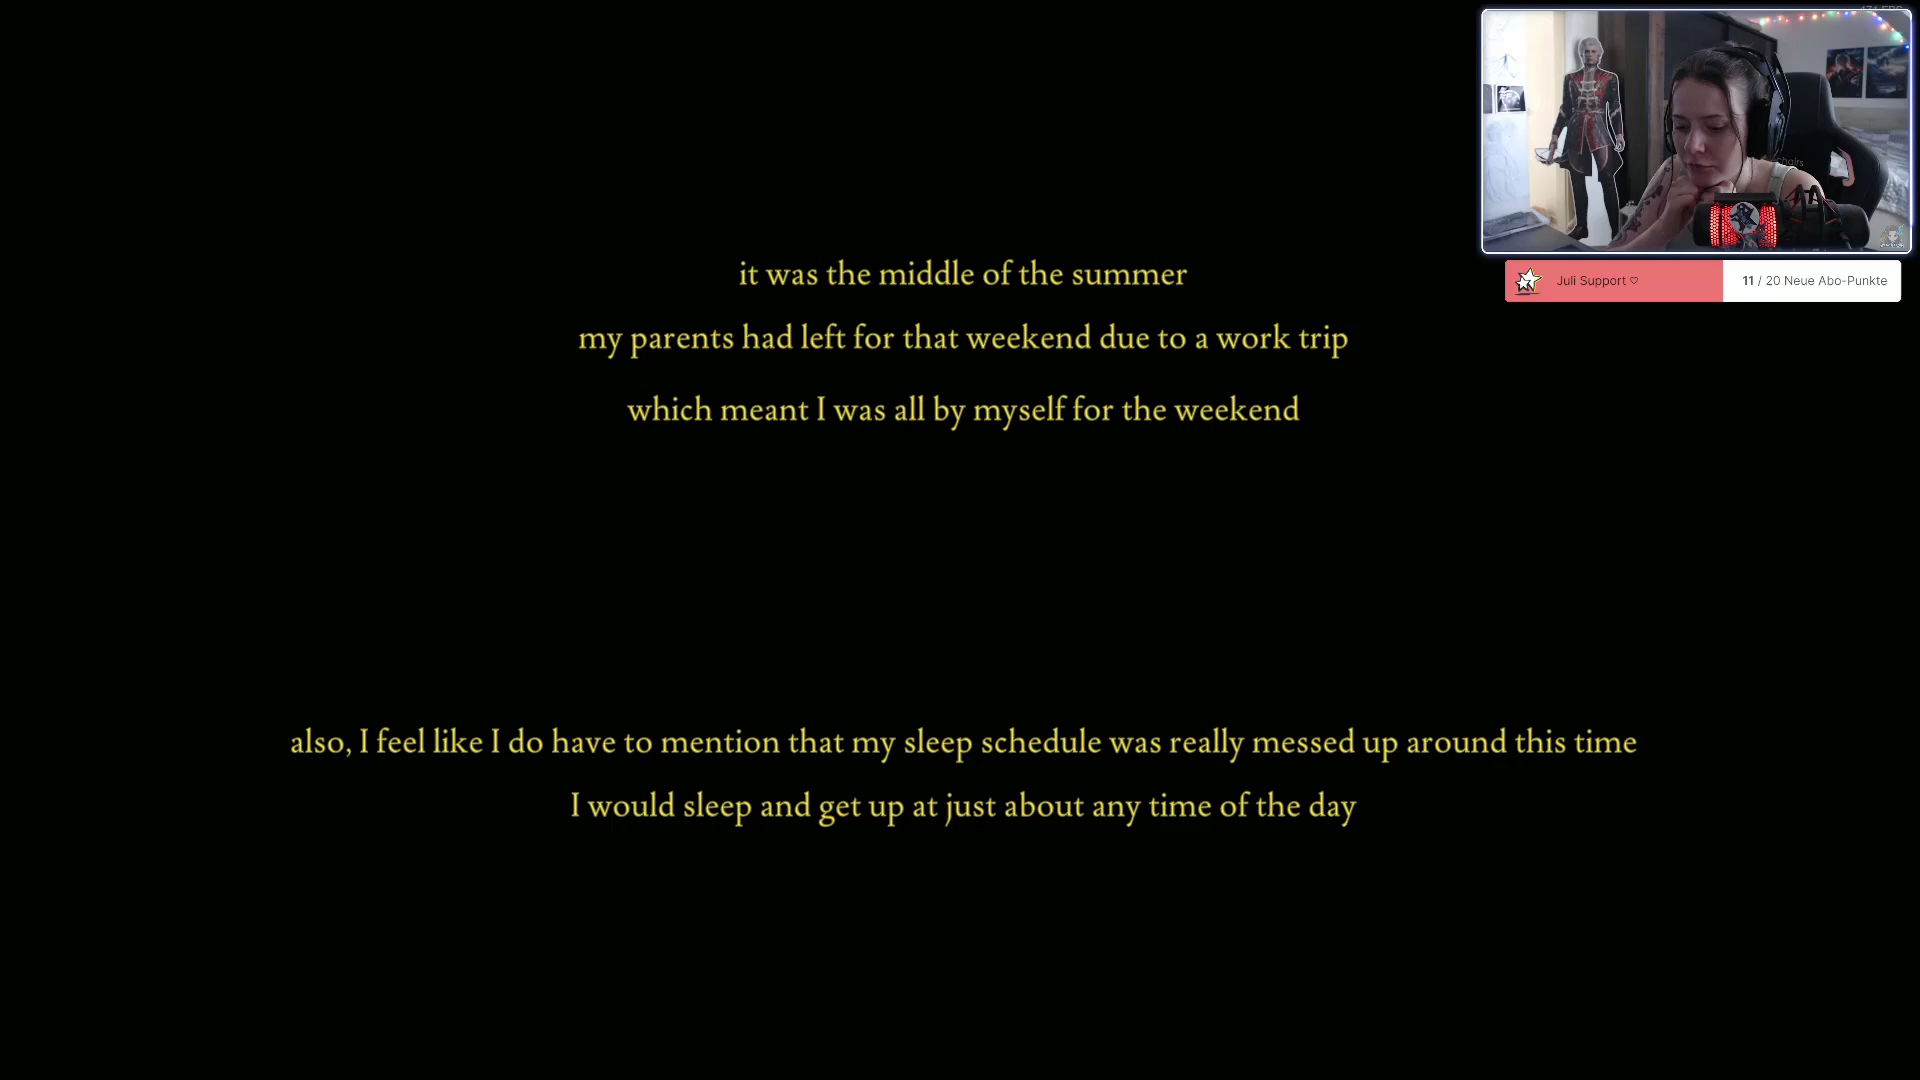 it was the middle of the summer
my parents had left for that weekend due to a work trip
which meant I was all by myself for the weekend
also, I feel like I do have to mention that my sleep schedule was really messed up around this time
I would sleep and get up at just about any time of the day
Juli Support ♡
11 / 20 Neue Abo-Punkte